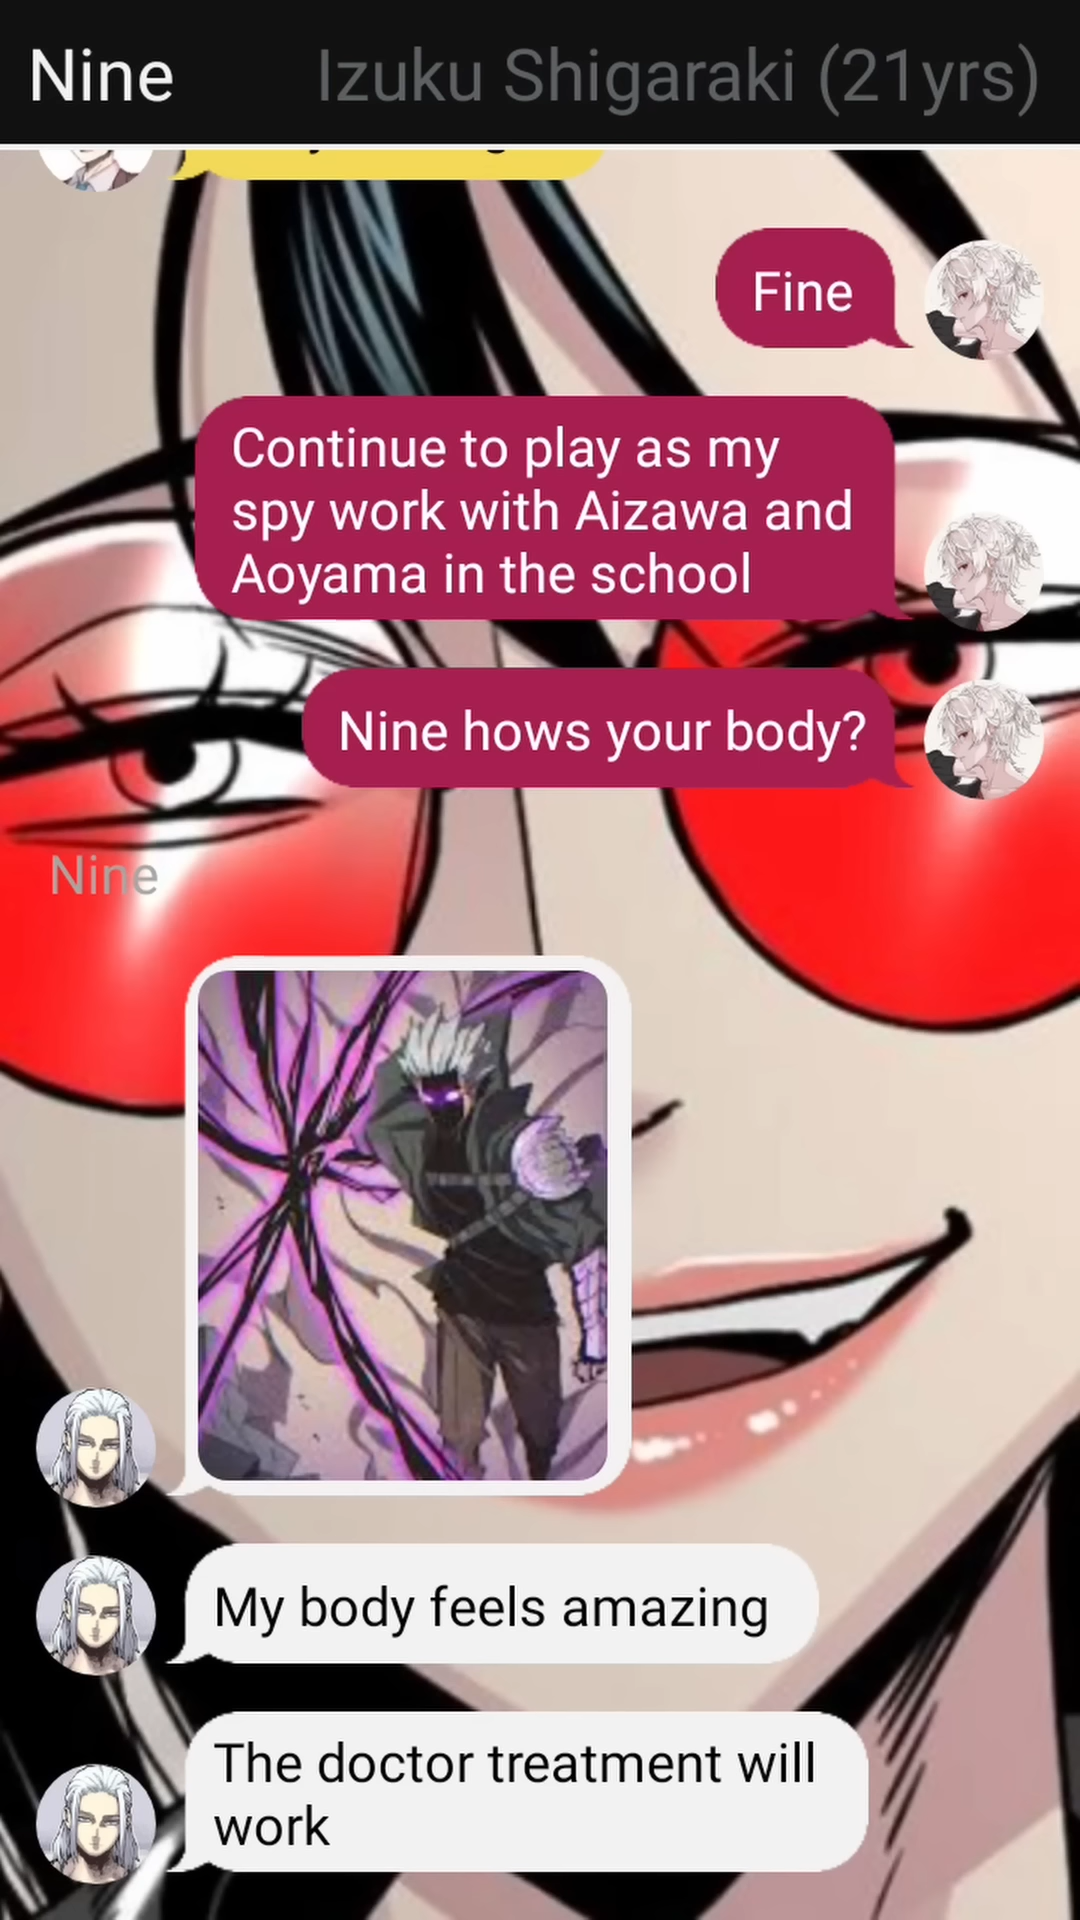 Nine Izuku Shigaraki (21yrs)
Fine
Continue to play as my
spy work with Aizawa and
Aoyama in the school
Nine hows your body?
Nine
My body feels amazing
The doctor treatment will
work